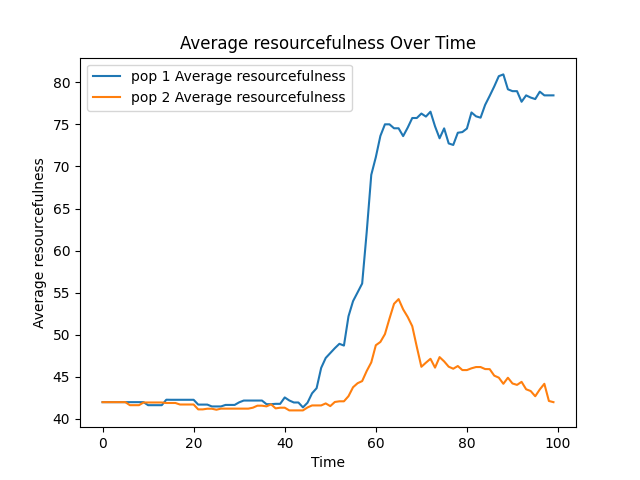 Average resourcefulness Over Time
pop 1 Average resourcefulness
pop 2 Average resourcefulness
Average resourcefulness
80
75
70
65
60
55
50
45
40
0 20 40 60 80 100
Time